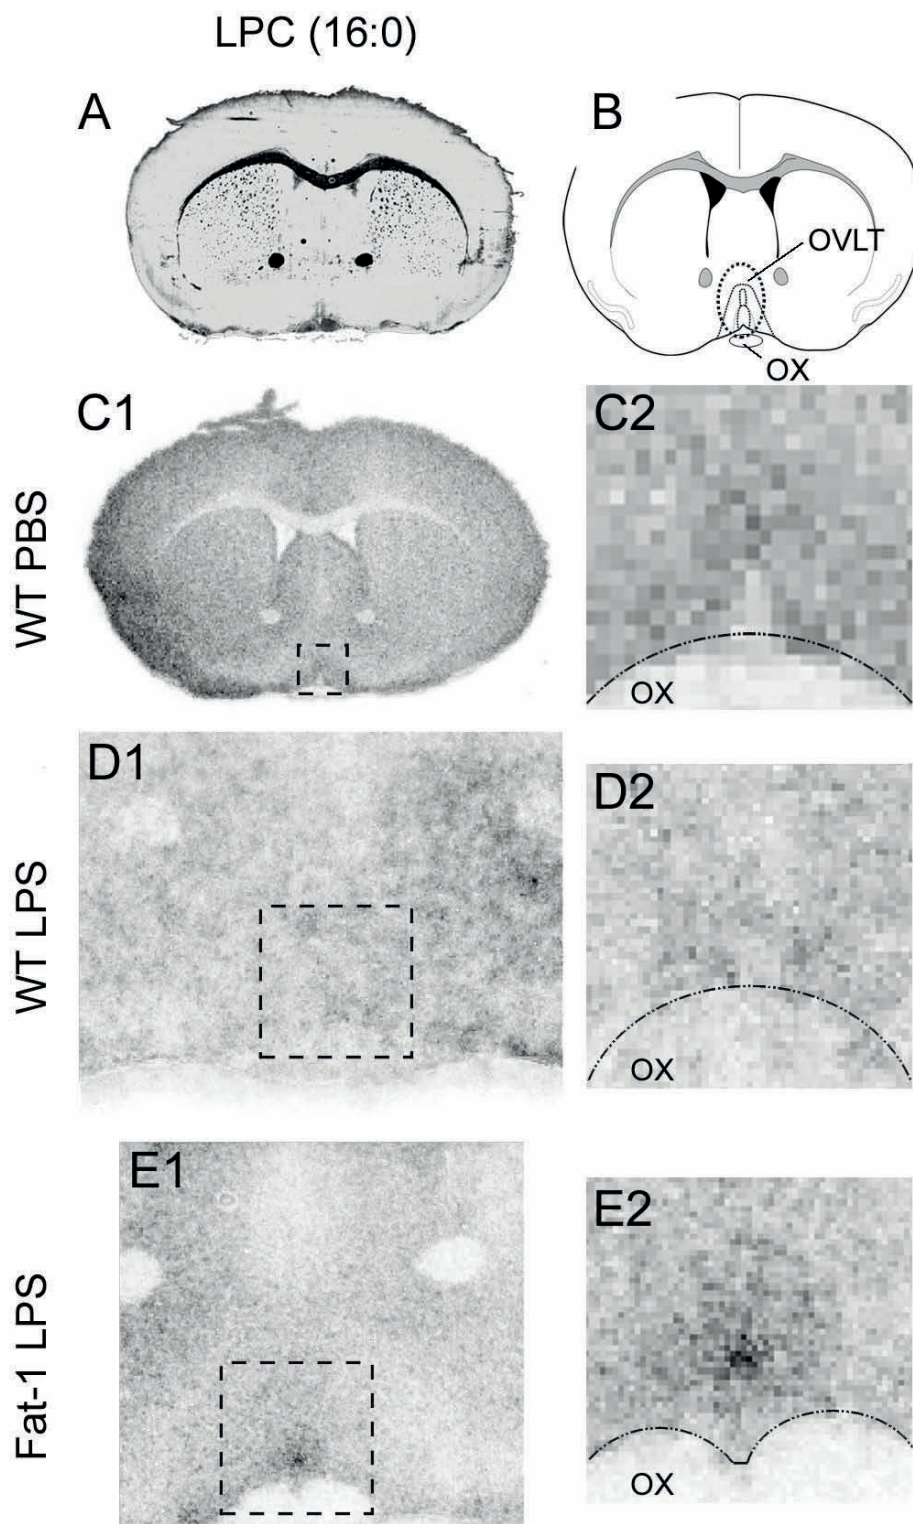 LPC (16:0)
A
B
OVLT
OX
WT PBS
C1
C2
OX
WT LPS
D1
D2
OX
Fat-1 LPS
E1
E2
OX